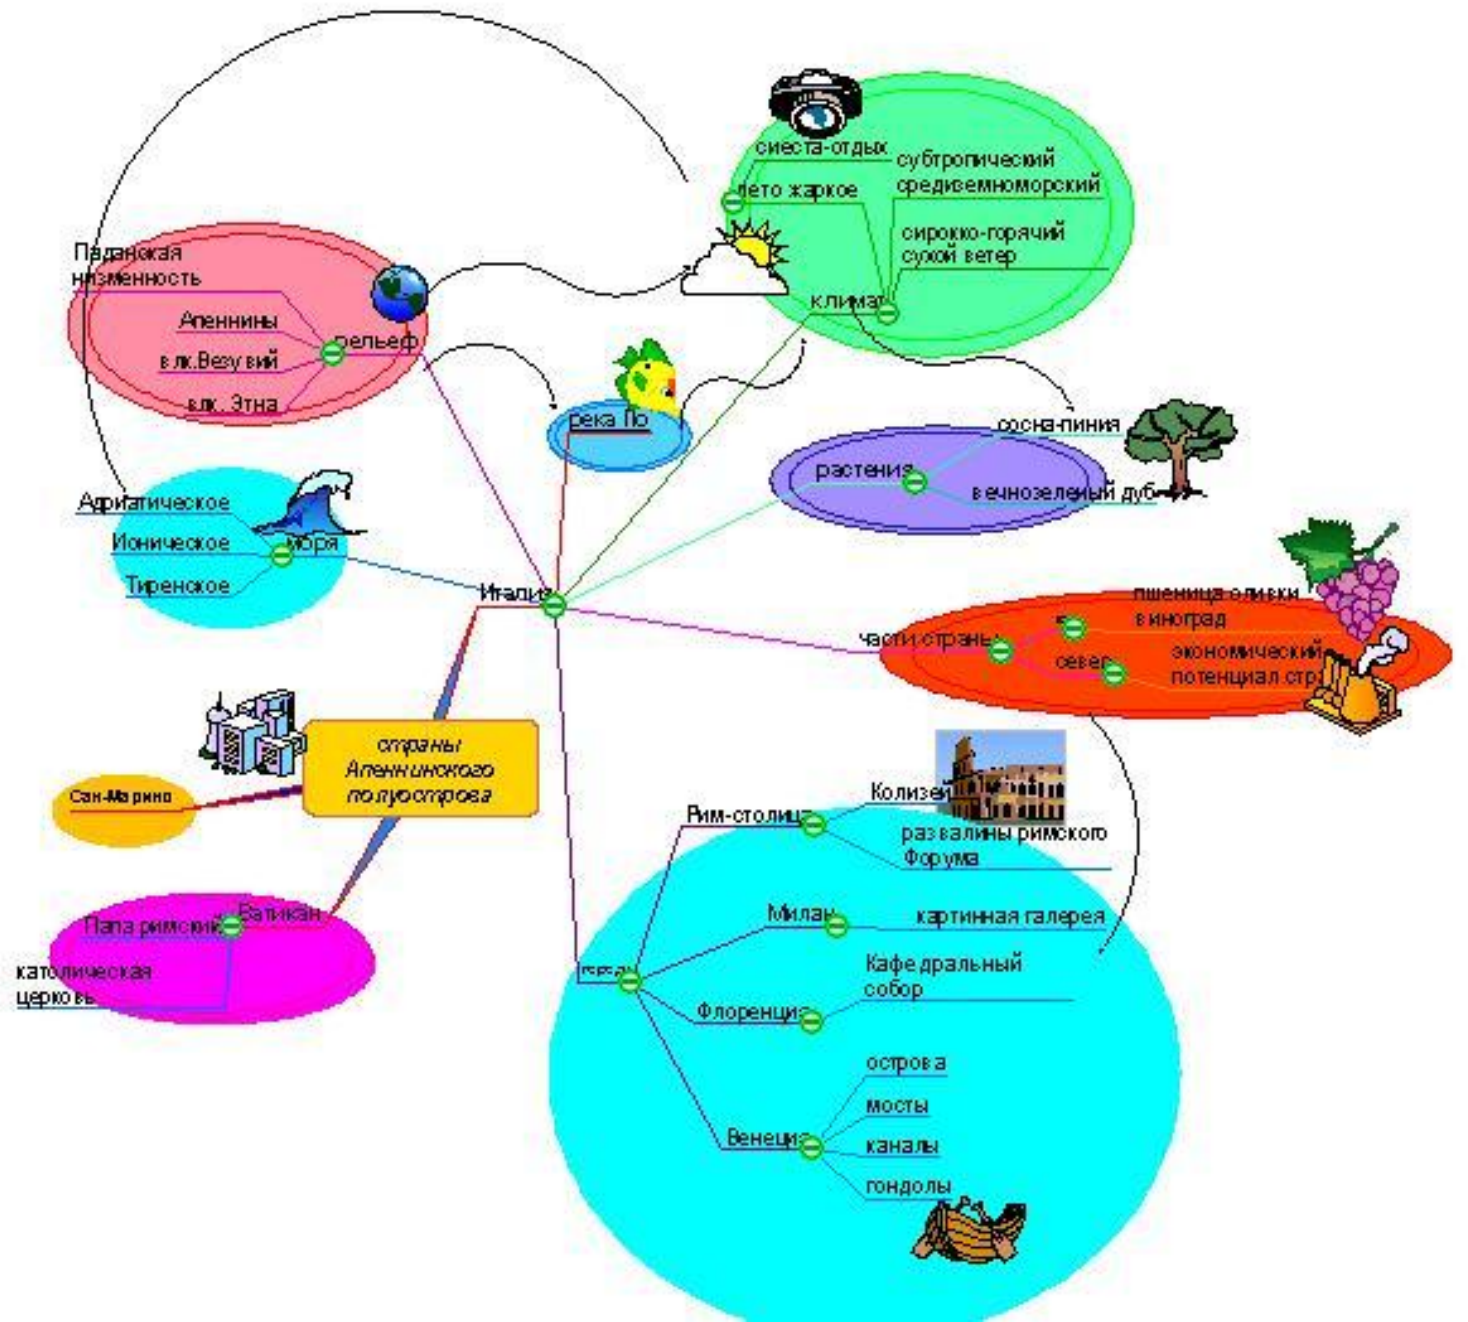 сиеста-отдых
лето жаркое
субтропический
средиземноморский
сирокко-горячий
сухой ветер
климат
Паданская
низменность
Апеннины
влк.Везувий
влк. Этна
рельеф
река По
сосна-пиния
растения
вечнозеленый дуб
Адриатическое
Ионическое
Тиренское
моря
Италия
пшеница оливки
виноград
части страны
север
экономический
потенциал стр
страны
Апеннинского
полуострова
Сан-Марино
Ватикан
Папа римский
католическая
церковь
Рим-столица
Колизей
развалины римского
Форума
Милан
картинная галерея
Флоренция
Кафедральный
собор
Венеция
острова
мосты
каналы
гондолы